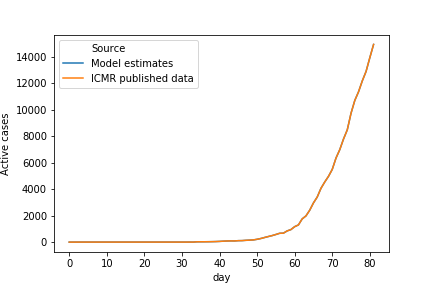 Source
Model estimates
ICMR published data
14000
12000
10000
8000
6000
4000
2000
0
Active cases
0 10 20 30 40 50 60 70 80
day